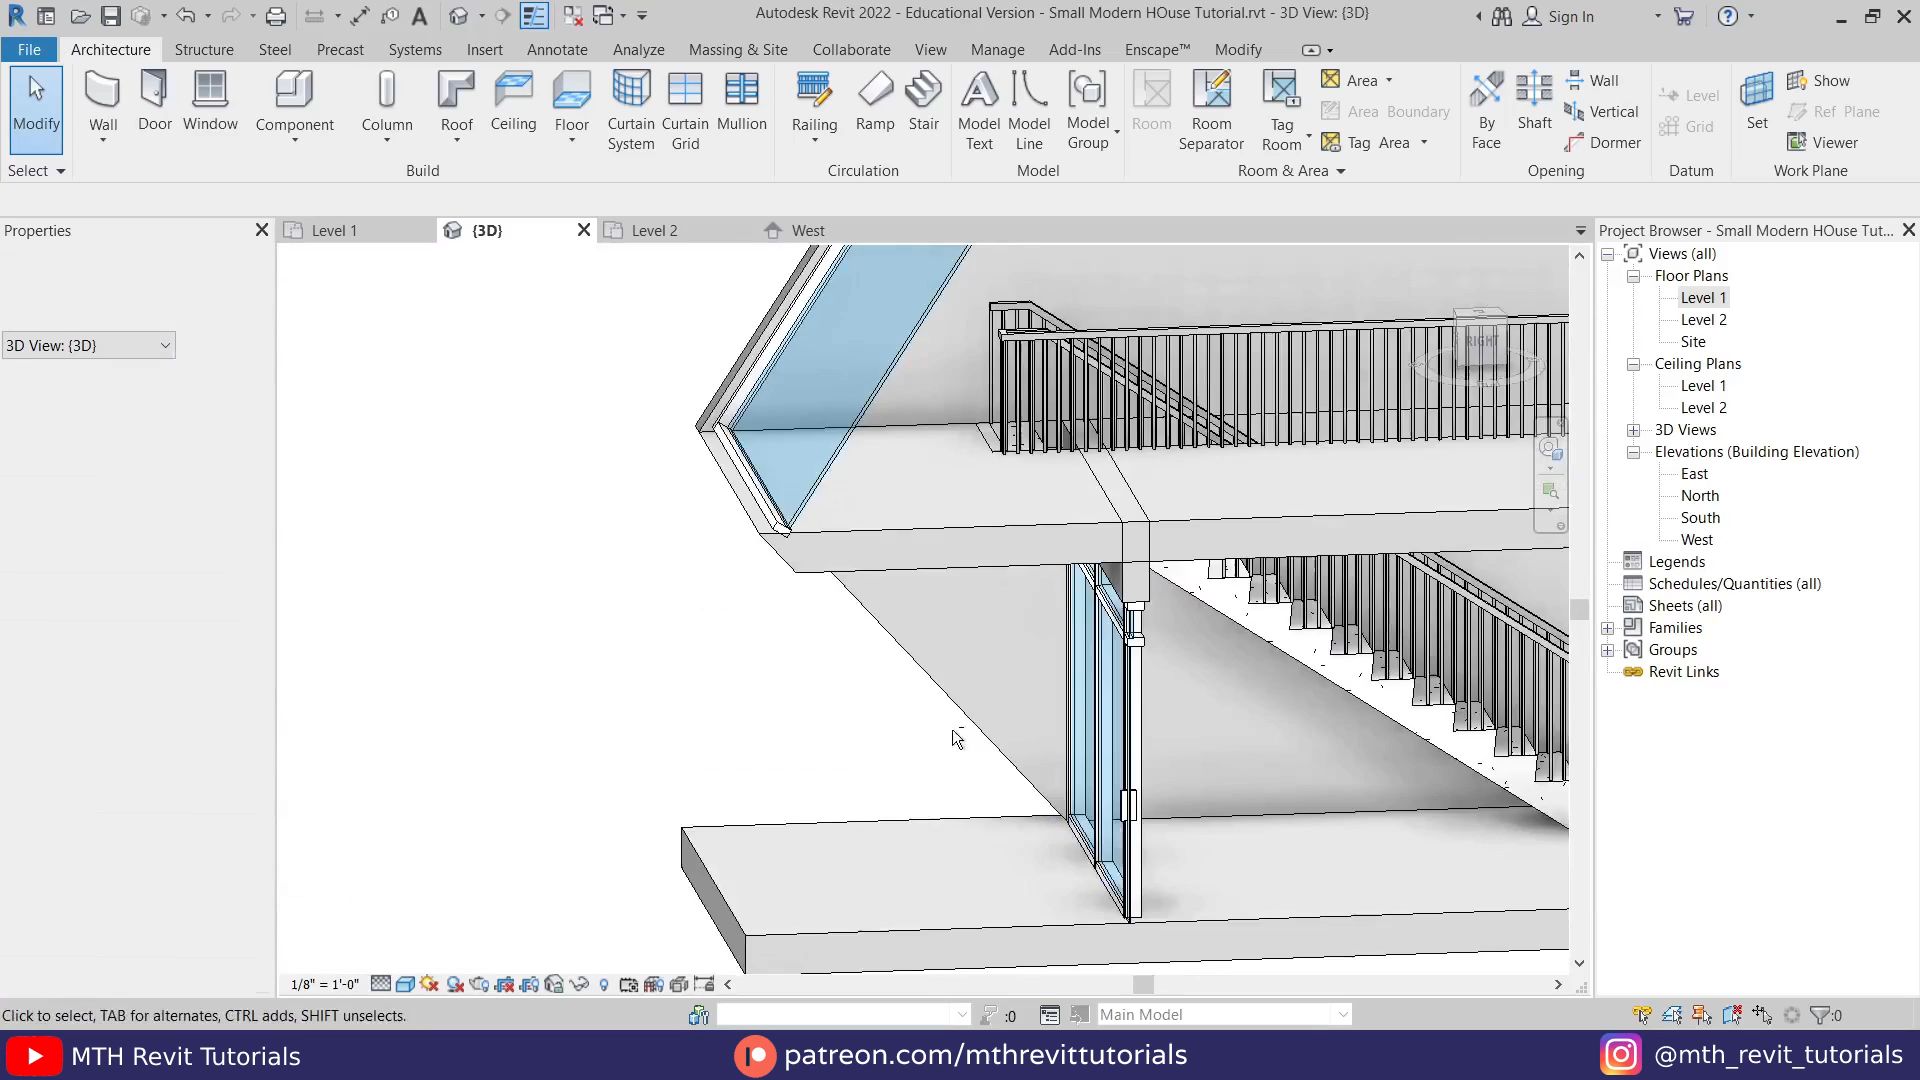 Autodesk Revit 2022 - Educational Version - Small Modern HOuse Tutorial.rvt - 3D View: {3D}
Sign In
File Architecture Structure Steel Precast Systems Insert Annotate Analyze Massing & Site Collaborate View Manage Add-Ins Enscape™ Modify
Modify
Wall
Door
Window
Component
Column
Roof
Ceiling
Floor
Curtain System
Curtain Grid
Mullion
Railing
Ramp
Stair
Model Text
Model Line
Model Group
Room
Room Separator
Tag Room
Area
Area Boundary
Tag Area
By Face
Shaft
Wall
Vertical
Dormer
Level
Grid
Set
Show
Ref Plane
Viewer
Select Build Circulation Model Room & Area Opening Datum Work Plane
Properties
Level 1 {3D} Level 2 West
Project Browser - Small Modern HOuse Tut...
3D View: {3D}
RIGHT
Views (all)
Floor Plans
Level 1
Level 2
Site
Ceiling Plans
Level 1
Level 2
3D Views
Elevations (Building Elevation)
East
North
South
West
Legends
Schedules/Quantities (all)
Sheets (all)
Families
Groups
Revit Links
1/8" = 1'-0"
Click to select, TAB for alternates, CTRL adds, SHIFT unselects.
:0
Main Model
:0
MTH Revit Tutorials
patreon.com/mthrevittutorials
@mth_revit_tutorials